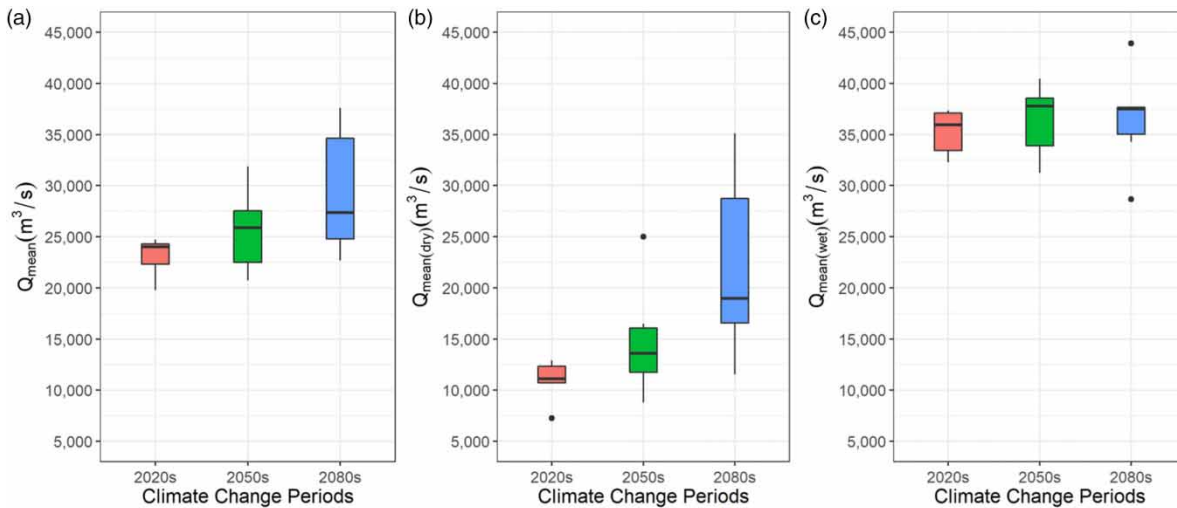 (a)
Q_mean(m³/s)
45,000
40,000
35,000
30,000
25,000
20,000
15,000
10,000
5,000
2020s 2050s 2080s
Climate Change Periods
(b)
Q_mean(dry)(m³/s)
45,000
40,000
35,000
30,000
25,000
20,000
15,000
10,000
5,000
2020s 2050s 2080s
Climate Change Periods
(c)
Q_mean(wet)(m³/s)
45,000
40,000
35,000
30,000
25,000
20,000
15,000
10,000
5,000
2020s 2050s 2080s
Climate Change Periods